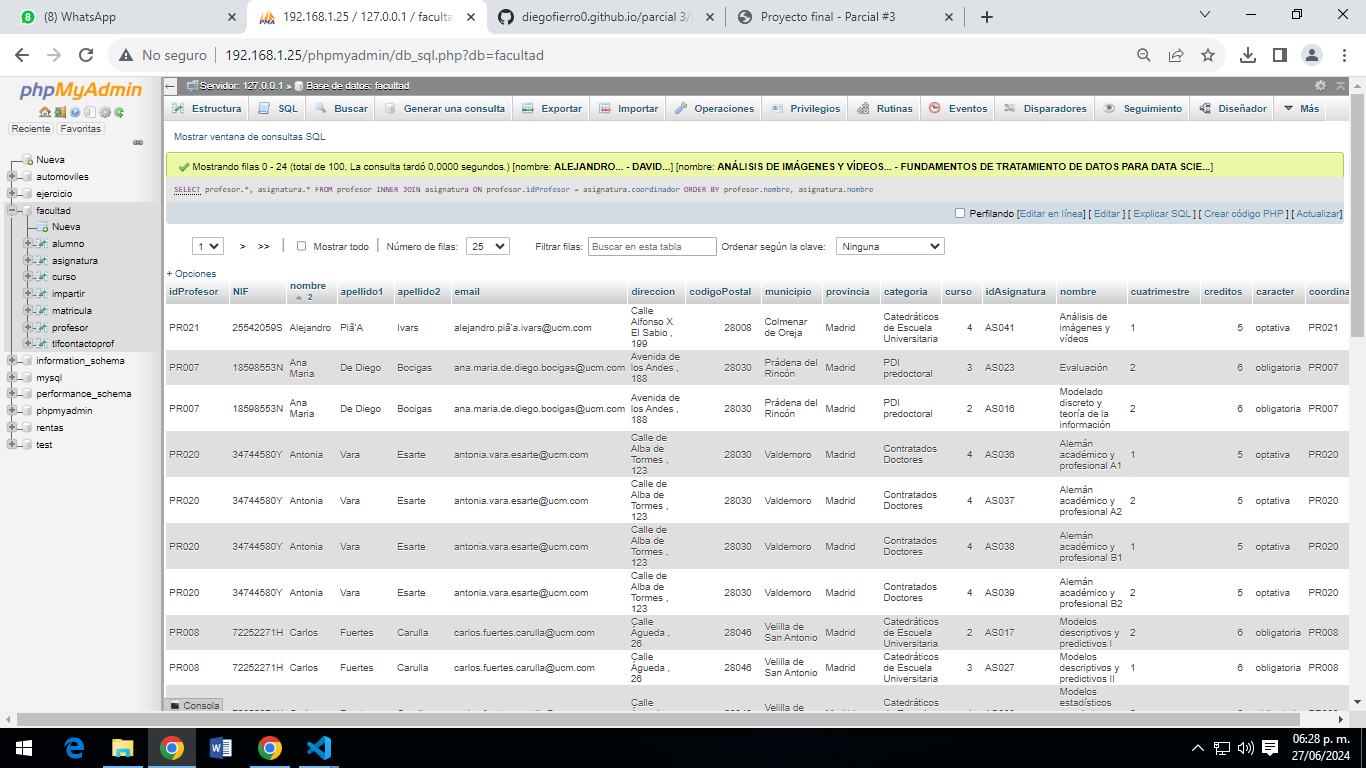 (8) WhatsApp
192.168.1.25 / 127.0.0.1 / faculta
diegofierro0.github.io/parcial 3/p
Proyecto final - Parcial #3
No seguro
192.168.1.25/phpmyadmin/db_sql.php?db=facultad
phpMyAdmin
Reciente Favoritas
Nueva
automoviles
ejercicio
facultad
Nueva
alumno
asignatura
curso
impartir
matricula
profesor
tlfcontactoprof
information_schema
mysql
performance_schema
phpmyadmin
rentas
test
Servidor: 127.0.0.1 » Base de datos: facultad
Estructura SQL Buscar Generar una consulta Exportar Importar Operaciones Privilegios Rutinas Eventos Disparadores Seguimiento Diseñador Más
Mostrar ventana de consultas SQL
Mostrando filas 0 - 24 (total de 100, La consulta tardó 0,0000 segundos.) [nombre: ALEJANDRO... - DAVID...] [nombre: ANÁLISIS DE IMÁGENES Y VÍDEOS... - FUNDAMENTOS DE TRATAMIENTO DE DATOS PARA DATA SCIE...]
SELECT profesor.*, asignatura.* FROM profesor INNER JOIN asignatura ON profesor.idProfesor = asignatura.coordinador ORDER BY profesor.nombre, asignatura.nombre
Perfilando [Editar en línea] [ Editar ] [ Explicar SQL ] [ Crear código PHP ] [ Actualizar]
1 > >> Mostrar todo Número de filas: 25 Filtrar filas: Buscar en esta tabla Ordenar según la clave: Ninguna
+ Opciones
idProfesor NIF nombre 2 apellido1 apellido2 email direccion codigoPostal municipio provincia categoria curso idAsignatura nombre cuatrimestre creditos caracter coordina
PR021 25542059S Alejandro Piã'A Ivars alejandro.piã'a.ivars@ucm.com Calle Alfonso X El Sabio , 199 28008 Colmenar de Oreja Madrid Catedráticos de Escuela Universitaria 4 AS041 Análisis de imágenes y vídeos 1 5 optativa PR021
PR007 18598553N Ana Maria De Diego Bocigas ana.maria.de.diego.bocigas@ucm.com Avenida de los Andes , 188 28030 Prádena del Rincón Madrid PDI predoctoral 3 AS023 Evaluación 2 6 obligatoria PR007
PR007 18598553N Ana Maria De Diego Bocigas ana.maria.de.diego.bocigas@ucm.com Avenida de los Andes , 188 28030 Prádena del Rincón Madrid PDI predoctoral 2 AS016 Modelado discreto y teoría de la información 2 6 obligatoria PR007
PR020 34744580Y Antonia Vara Esarte antonia.vara.esarte@ucm.com Calle de Alba de Tormes , 123 28030 Valdemoro Madrid Contratados Doctores 4 AS036 Alemán académico y profesional A1 1 5 optativa PR020
PR020 34744580Y Antonia Vara Esarte antonia.vara.esarte@ucm.com Calle de Alba de Tormes , 123 28030 Valdemoro Madrid Contratados Doctores 4 AS037 Alemán académico y profesional A2 2 5 optativa PR020
PR020 34744580Y Antonia Vara Esarte antonia.vara.esarte@ucm.com Calle de Alba de Tormes , 123 28030 Valdemoro Madrid Contratados Doctores 4 AS038 Alemán académico y profesional B1 1 5 optativa PR020
PR020 34744580Y Antonia Vara Esarte antonia.vara.esarte@ucm.com Calle de Alba de Tormes , 123 28030 Valdemoro Madrid Contratados Doctores 4 AS039 Alemán académico y profesional B2 2 5 optativa PR020
PR008 72252271H Carlos Fuertes Carulla carlos.fuertes.carulla@ucm.com Calle Águeda , 26 28046 Velilla de San Antonio Madrid Catedráticos de Escuela Universitaria 2 AS017 Modelos descriptivos y predictivos I 2 6 obligatoria PR008
PR008 72252271H Carlos Fuertes Carulla carlos.fuertes.carulla@ucm.com Calle Águeda , 26 28046 Velilla de San Antonio Madrid Catedráticos de Escuela Universitaria 3 AS027 Modelos descriptivos y predictivos II 1 6 obligatoria PR008
Calle Velilla de Catedráticos Modelos estadísticos
Consola
06:28 p. m.
27/06/2024